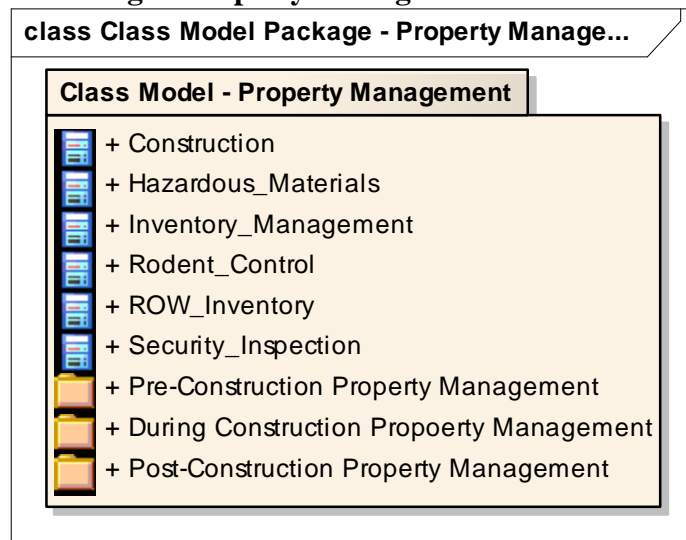 class Class Model Package - Property Manage...
Class Model - Property Management
+ Construction
+ Hazardous_Materials
+ Inventory_Management
+ Rodent_Control
+ ROW_Inventory
+ Security_Inspection
+ Pre-Construction Property Management
+ During Construction Propoerty Management
+ Post-Construction Property Management